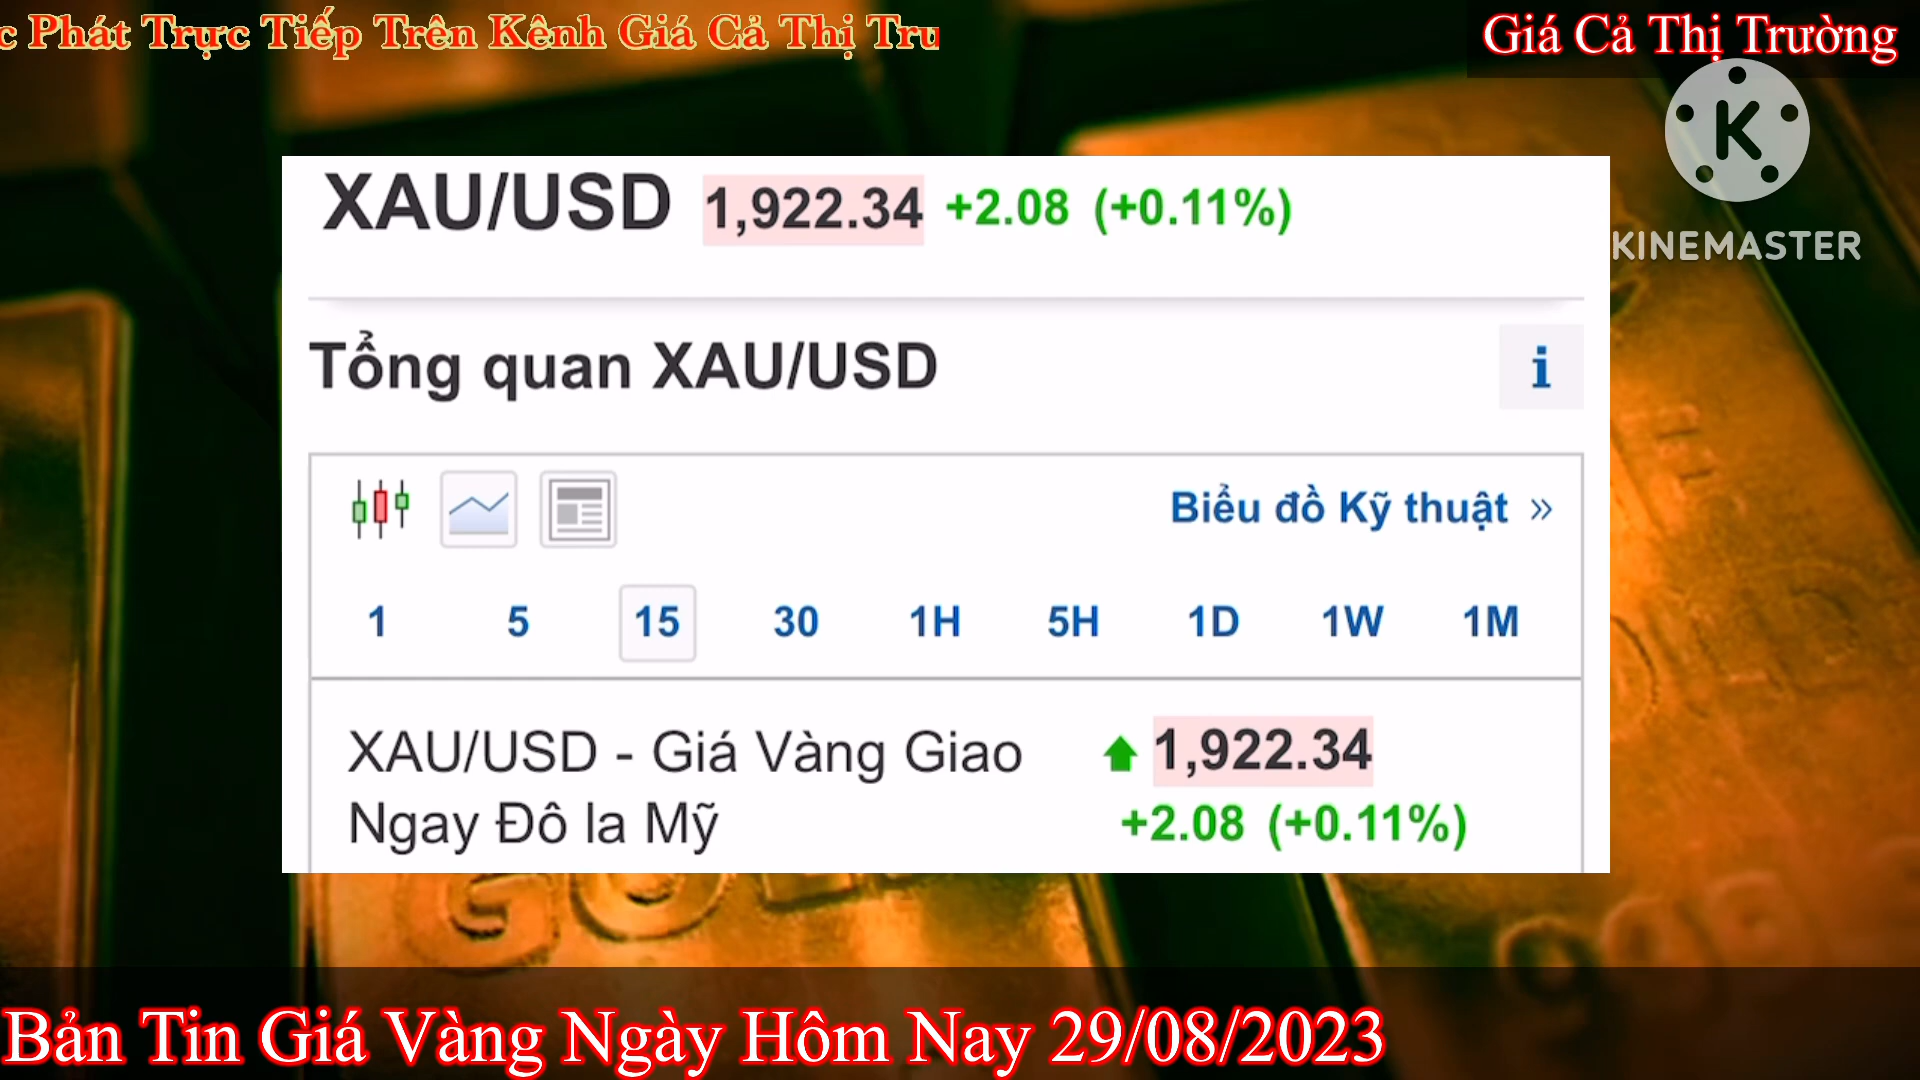 Phát Trực Tiếp Trên Kênh Giá Cả Thị
Giá Cả Thị Trường
K
KINEMASTER
XAU/USD 1,922.34 +2.08 (+0.11%)
Tổng quan XAU/USD
i
Biểu đồ Kỹ thuật »
1 5 15 30 1H 5H 1D 1W 1M
XAU/USD - Giá Vàng Giao 1,922.34
Ngay Đô la Mỹ +2.08 (+0.11%)
GOLD
999
Bản Tin Giá Vàng Ngày Hôm Nay 29/08/2023